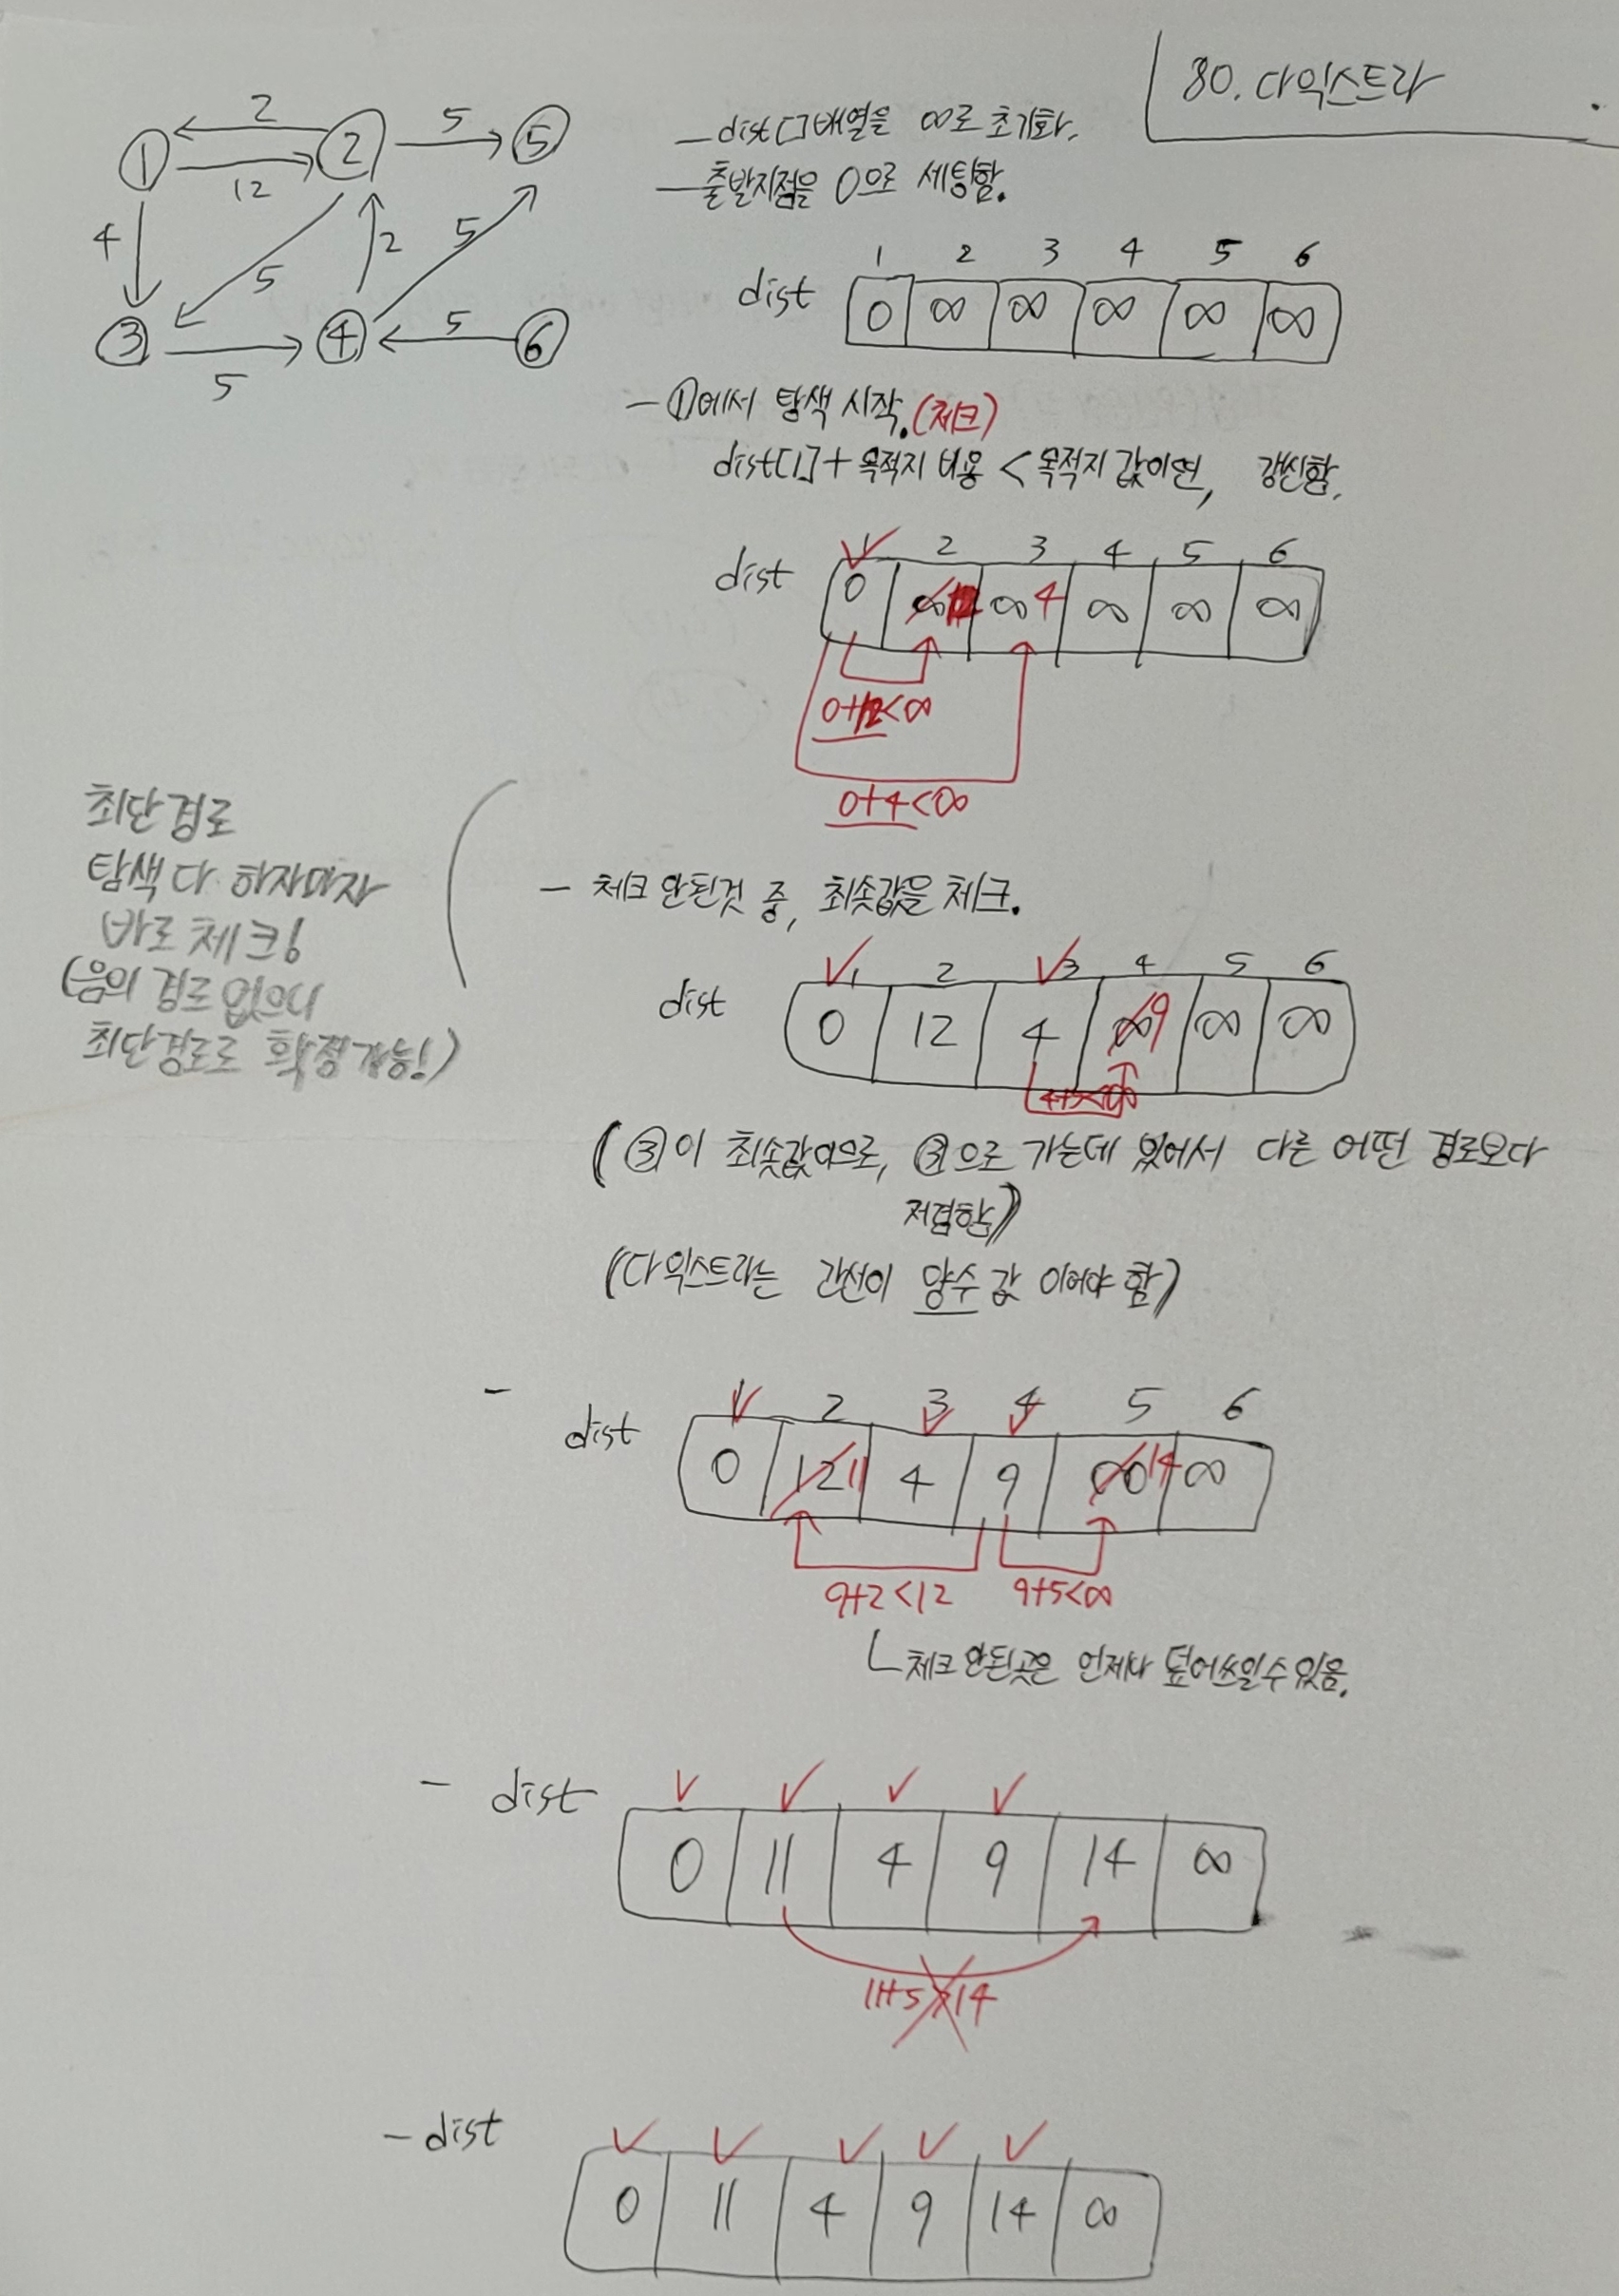 80. 다익스트라
2
1 2 5 5
12
4 5 2 5
3 4 5 6
5
- dist[]배열을 ∞로 초기화.
- 출발지점을 0으로 세팅함.
1 2 3 4 5 6
dist 0 ∞ ∞ ∞ ∞ ∞
- ①에서 탐색 시작. (체크)
dist[1] + 목적지 비용 < 목적지 값이면, 갱신함.
1 2 3 4 5 6
dist 0 ∞ 12 ∞ 4 ∞ ∞ ∞
0+12<∞
0+4<∞
최단경로
탐색 다 하자마자
바로 체크!
(음의 경로 없으니
최단경로로 확정가능!)
- 체크 안된것 중, 최솟값을 체크.
1 2 3 4 5 6
dist 0 12 4 ∞ 9 ∞ ∞
4+5<∞
(③이 최솟값이므로, ③으로 가는데 있어서 다른 어떤 경로보다
저렴함)
(다익스트라는 간선이 양수 값 이어야 함)
-
1 2 3 4 5 6
dist 0 12 11 4 9 ∞ 14 ∞
9+2<12 9+5<∞
체크 안된곳은 언제나 덮어쓰일 수 있음.
- dist
0 11 4 9 14 ∞
11+5 14
- dist
0 11 4 9 14 ∞